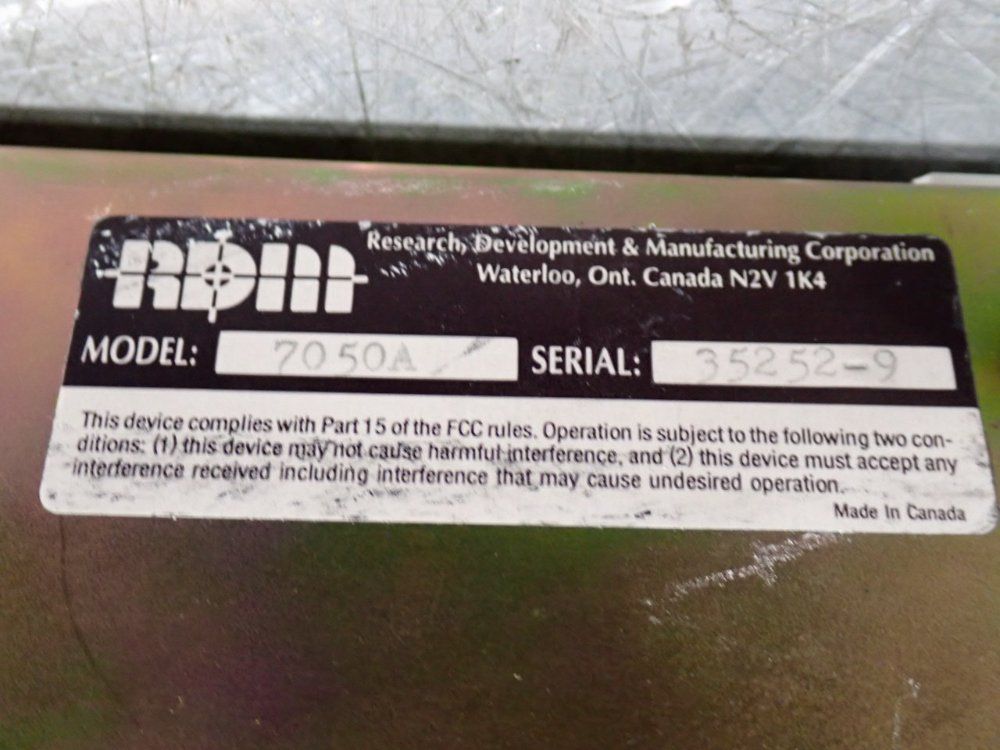 RDM
Research, Development & Manufacturing Corporation
Waterloo, Ont. Canada N2V 1K4
MODEL: 7050A SERIAL: 35252-9
This device complies with Part 15 of the FCC rules. Operation is subject to the following two con-
ditions: (1) this device may not cause harmful interference, and (2) this device must accept any
interference received including interference that may cause undesired operation.
Made In Canada